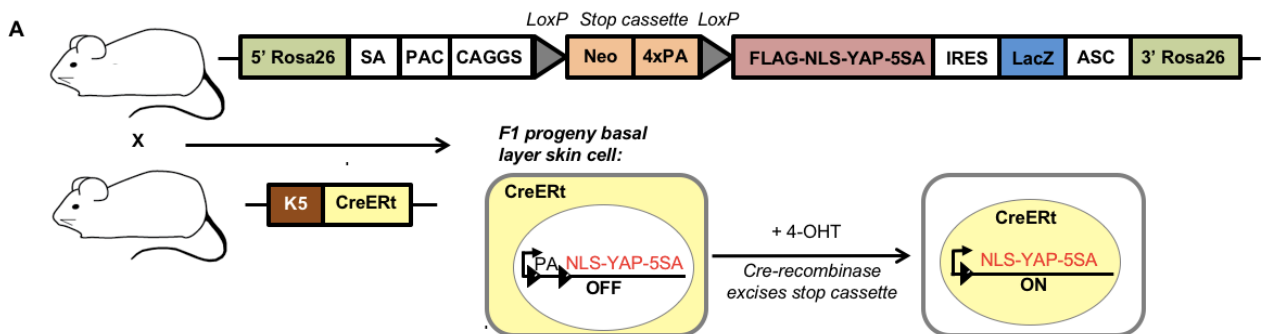 A
LoxP Stop cassette LoxP
5’ Rosa26 SA PAC CAGGS Neo 4xPA FLAG-NLS-YAP-5SA IRES LacZ ASC 3’ Rosa26
X
F1 progeny basal
layer skin cell:
K5 CreERt
CreERt
PA NLS-YAP-5SA
OFF
+ 4-OHT
Cre-recombinase
excises stop cassette
CreERt
NLS-YAP-5SA
ON